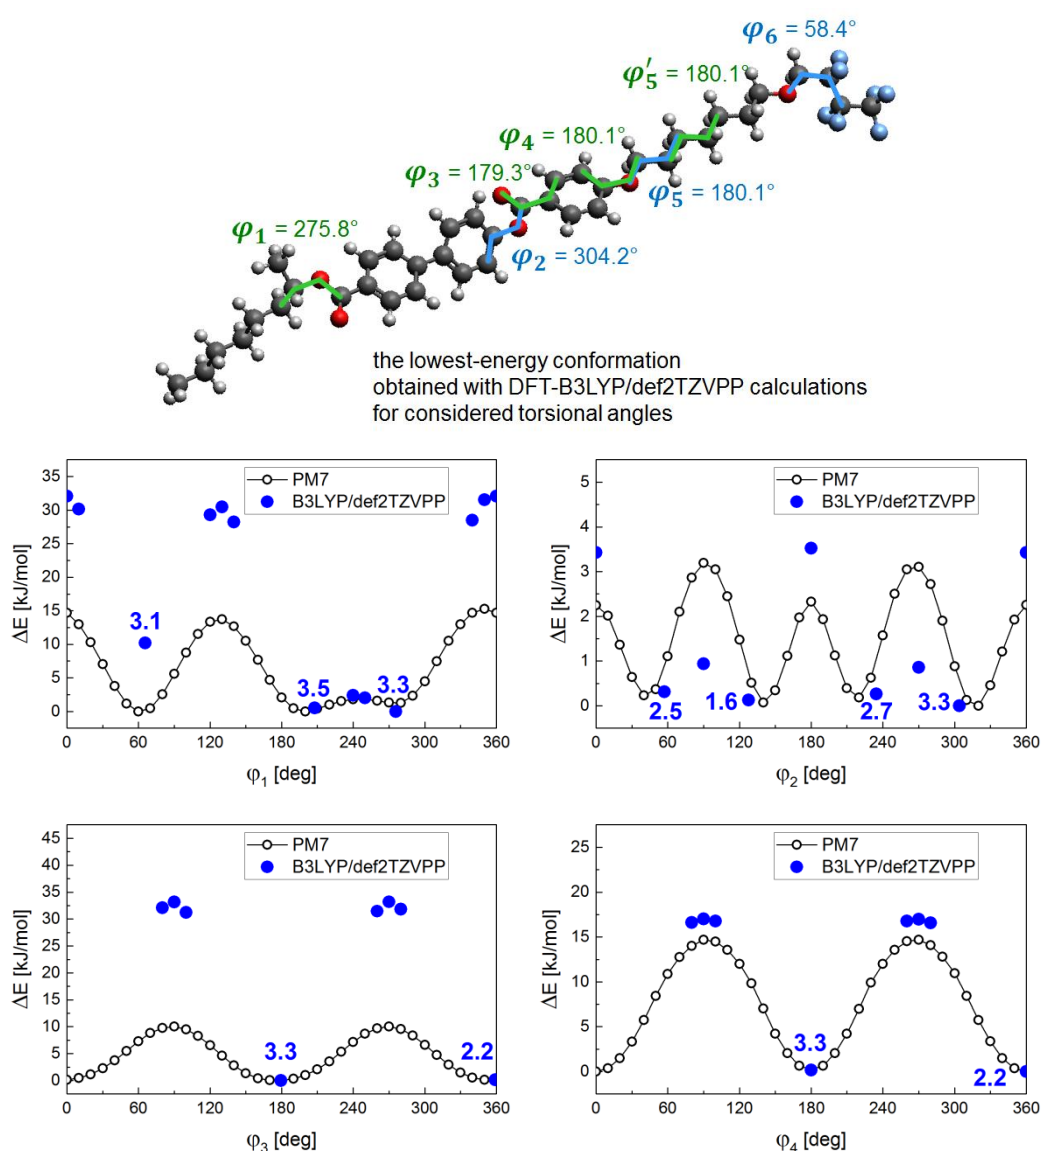 φ6 = 58.4°
φ′5 = 180.1°
φ4 = 180.1°
φ3 = 179.3°
φ5 = 180.1°
φ1 = 275.8°
φ2 = 304.2°
the lowest-energy conformation
obtained with DFT-B3LYP/def2TZVPP calculations
for considered torsional angles
PM7
B3LYP/def2TZVPP
ΔE [kJ/mol]
35
30
25
20
15
10
5
0
3.1
3.5
3.3
0 60 120 180 240 300 360
φ1 [deg]
PM7
B3LYP/def2TZVPP
ΔE [kJ/mol]
5
4
3
2
1
0
2.5
1.6
2.7
3.3
0 60 120 180 240 300 360
φ2 [deg]
PM7
B3LYP/def2TZVPP
ΔE [kJ/mol]
45
40
35
30
25
20
15
10
5
0
3.3
2.2
0 60 120 180 240 300 360
φ3 [deg]
PM7
B3LYP/def2TZVPP
ΔE [kJ/mol]
25
20
15
10
5
0
3.3
2.2
0 60 120 180 240 300 360
φ4 [deg]